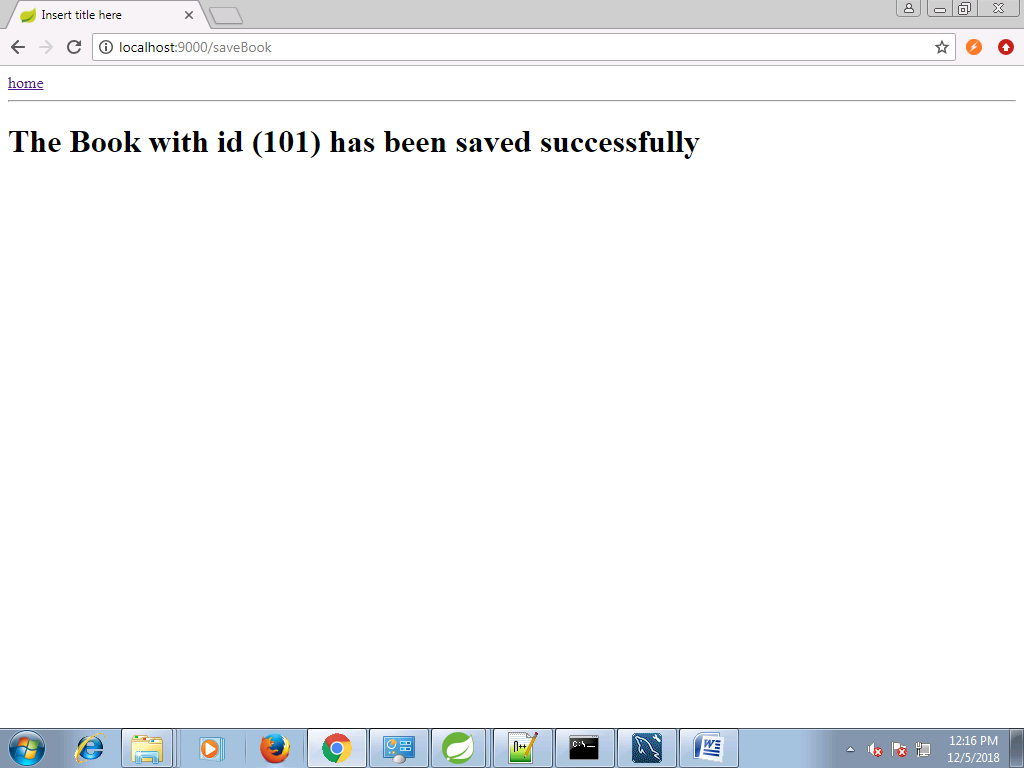 Insert title here
localhost:9000/saveBook
home
The Book with id (101) has been saved successfully
12:16 PM
12/5/2018